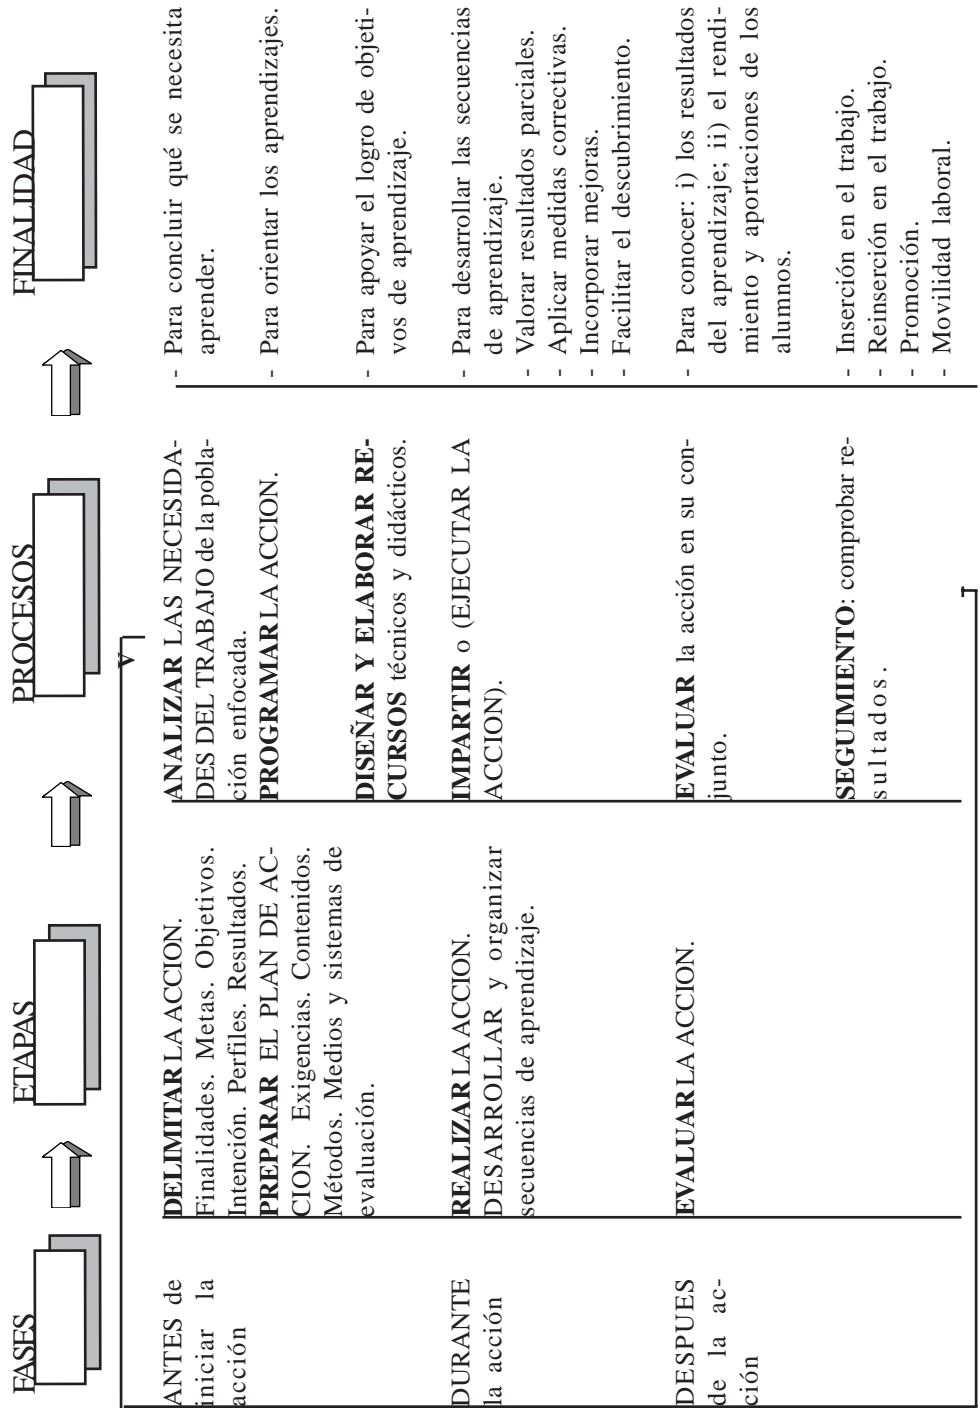 FASES
ETAPAS
PROCESOS
FINALIDAD
ANTES de
iniciar la
acción
DELIMITAR LA ACCION.
Finalidades. Metas. Objetivos.
Intención. Perfiles. Resultados.
PREPARAR EL PLAN DE AC-
CION. Exigencias. Contenidos.
Métodos. Medios y sistemas de
evaluación.
ANALIZAR LAS NECESIDA-
DES DEL TRABAJO de la pobla-
ción enfocada.
PROGRAMAR LA ACCION.
DISEÑAR Y ELABORAR RE-
CURSOS técnicos y didácticos.
- Para concluir qué se necesita
aprender.
- Para orientar los aprendizajes.
- Para apoyar el logro de objeti-
vos de aprendizaje.
DURANTE
la acción
REALIZAR LA ACCION.
DESARROLLAR y organizar
secuencias de aprendizaje.
IMPARTIR o (EJECUTAR LA
ACCION).
- Para desarrollar las secuencias
de aprendizaje.
- Valorar resultados parciales.
- Aplicar medidas correctivas.
- Incorporar mejoras.
- Facilitar el descubrimiento.
DESPUES
de la ac-
ción
EVALUAR LA ACCION.
EVALUAR la acción en su con-
junto.
- Para conocer: i) los resultados
del aprendizaje; ii) el rendi-
miento y aportaciones de los
alumnos.
SEGUIMIENTO: comprobar re-
sultados.
- Inserción en el trabajo.
- Reinserción en el trabajo.
- Promoción.
- Movilidad laboral.